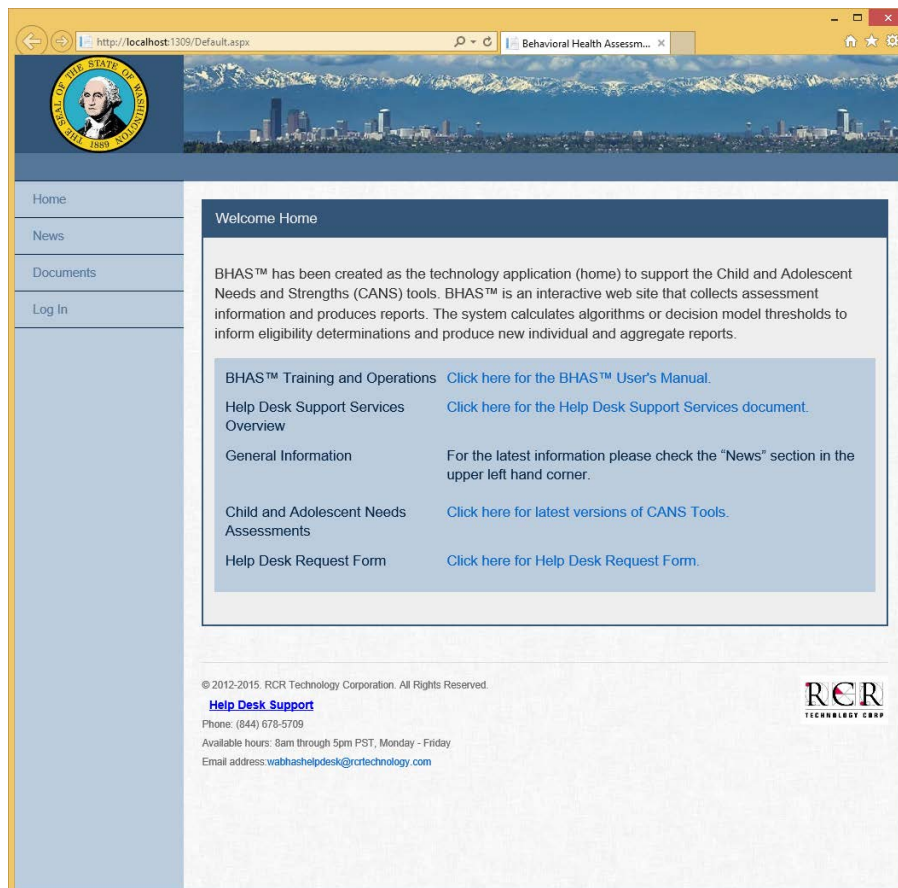 http://localhost:1309/Default.aspx
Behavioral Health Assessm...
THE SEAL OF THE STATE OF WASHINGTON
1889
Home
News
Documents
Log In
Welcome Home
BHAS™ has been created as the technology application (home) to support the Child and Adolescent
Needs and Strengths (CANS) tools. BHAS™ is an interactive web site that collects assessment
information and produces reports. The system calculates algorithms or decision model thresholds to
inform eligibility determinations and produce new individual and aggregate reports.
BHAS™ Training and Operations Click here for the BHAS™ User's Manual.
Help Desk Support Services Click here for the Help Desk Support Services document.
Overview
General Information For the latest information please check the “News” section in the
upper left hand corner.
Child and Adolescent Needs Click here for latest versions of CANS Tools.
Assessments
Help Desk Request Form Click here for Help Desk Request Form.
© 2012-2015. RCR Technology Corporation. All Rights Reserved.
Help Desk Support
Phone: (844) 678-5709
Available hours: 8am through 5pm PST, Monday - Friday
Email address:wabhashelpdesk@rcrtechnology.com
RCR
TECHNOLOGY CORP